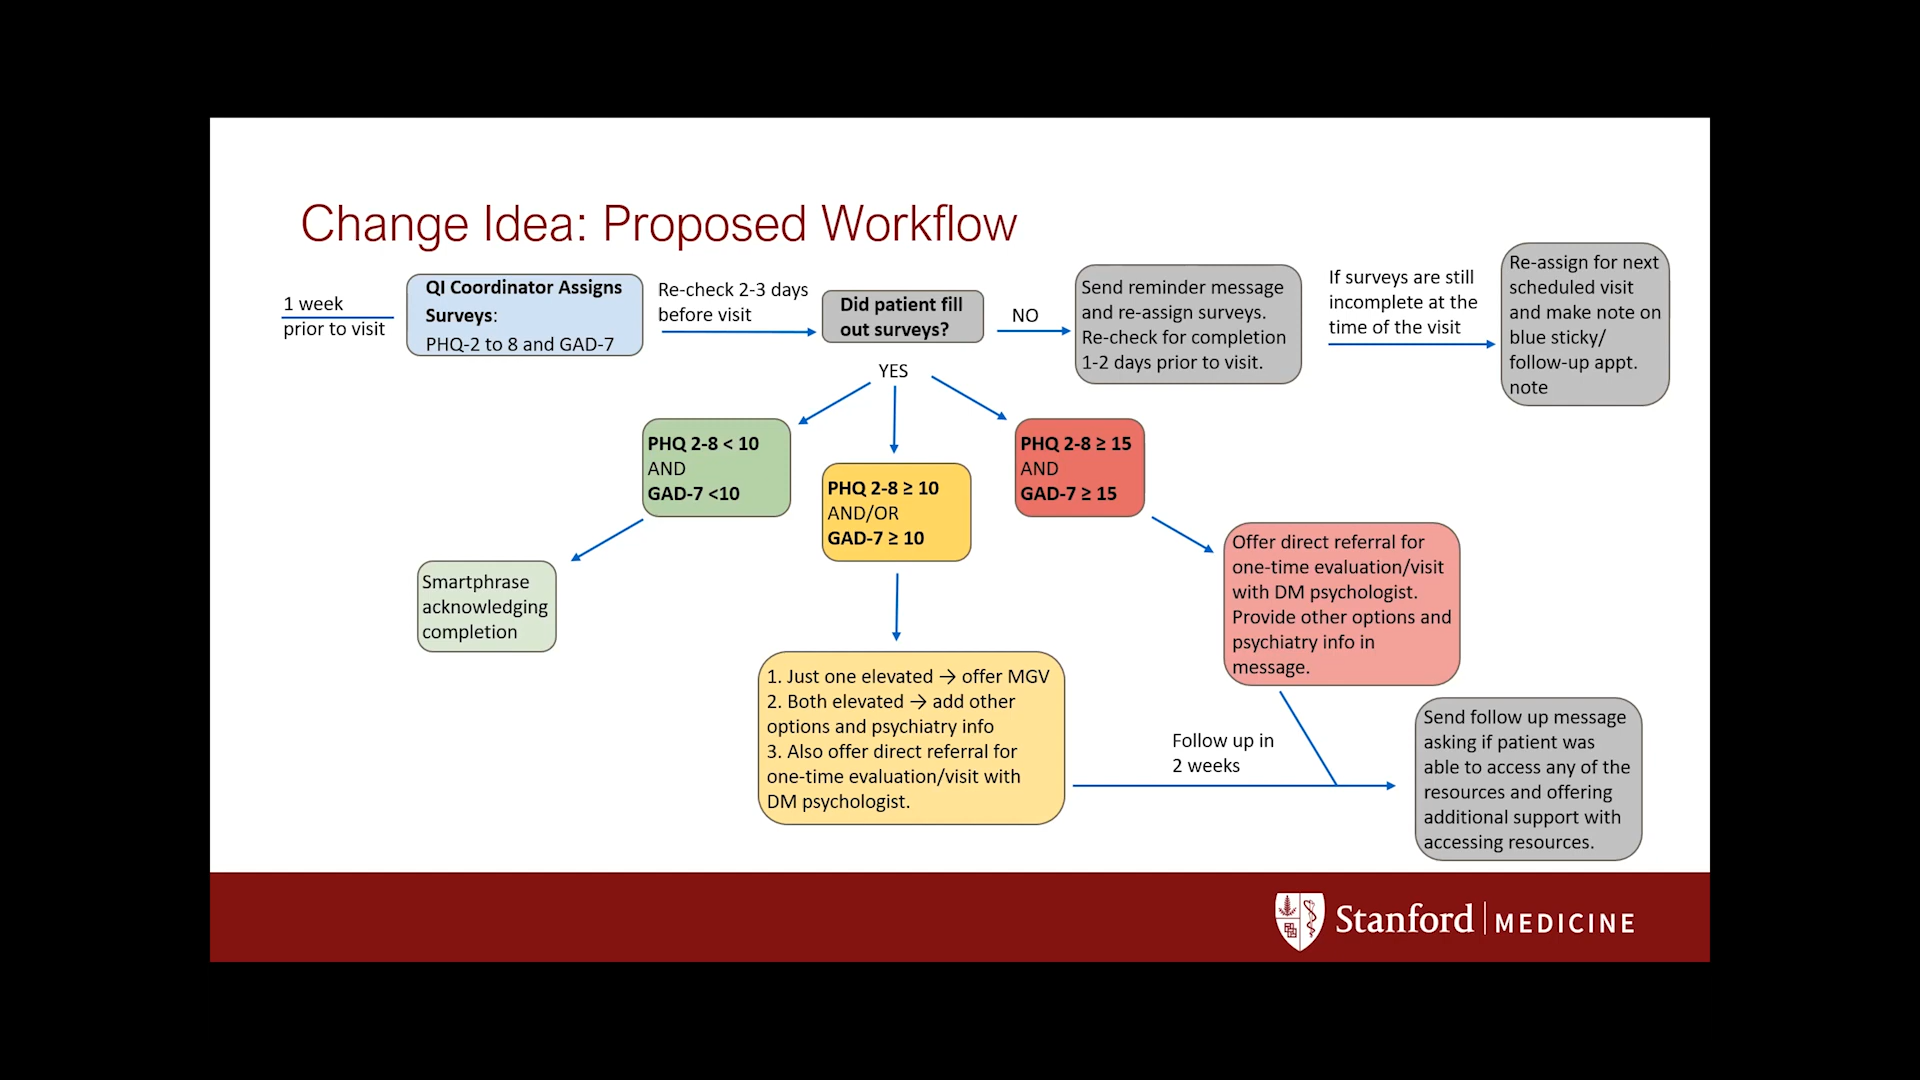 Change Idea: Proposed Workflow
1 week
prior to visit
QI Coordinator Assigns
Surveys:
PHQ-2 to 8 and GAD-7
Re-check 2-3 days
before visit
Did patient fill
out surveys?
NO
Send reminder message
and re-assign surveys.
Re-check for completion
1-2 days prior to visit.
If surveys are still
incomplete at the
time of the visit
Re-assign for next
scheduled visit
and make note on
blue sticky/
follow-up appt.
note
YES
PHQ 2-8 < 10
AND
GAD-7 <10
PHQ 2-8 ≥ 10
AND/OR
GAD-7 ≥ 10
PHQ 2-8 ≥ 15
AND
GAD-7 ≥ 15
Smartphrase
acknowledging
completion
1. Just one elevated → offer MGV
2. Both elevated → add other
options and psychiatry info
3. Also offer direct referral for
one-time evaluation/visit with
DM psychologist.
Offer direct referral for
one-time evaluation/visit
with DM psychologist.
Provide other options and
psychiatry info in
message.
Follow up in
2 weeks
Send follow up message
asking if patient was
able to access any of the
resources and offering
additional support with
accessing resources.
Stanford | MEDICINE